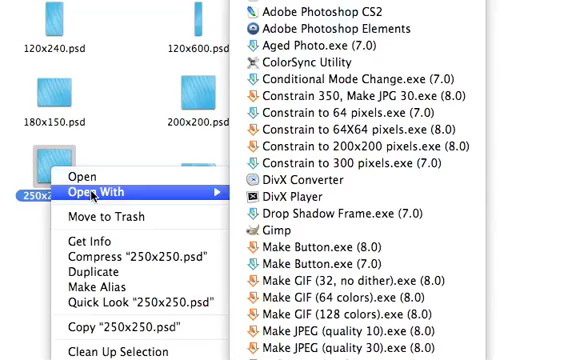 120x240.psd
120x600.psd
180x150.psd
200x200.psd
Open
Open With
Move to Trash
Get Info
Compress “250x250.psd”
Duplicate
Make Alias
Quick Look “250x250.psd”
Copy “250x250.psd”
Clean Up Selection
Adobe Photoshop CS2
Adobe Photoshop Elements
Aged Photo.exe (7.0)
ColorSync Utility
Conditional Mode Change.exe (7.0)
Constrain 350, Make JPG 30.exe (8.0)
Constrain to 64 pixels.exe (7.0)
Constrain to 64X64 pixels.exe (8.0)
Constrain to 200x200 pixels.exe (8.0)
Constrain to 300 pixels.exe (7.0)
DivX Converter
DivX Player
Drop Shadow Frame.exe (7.0)
Gimp
Make Button.exe (8.0)
Make Button.exe (7.0)
Make GIF (32, no dither).exe (8.0)
Make GIF (64 colors).exe (8.0)
Make GIF (128 colors).exe (8.0)
Make JPEG (quality 10).exe (8.0)
Make JPEG (quality 30).exe (8.0)